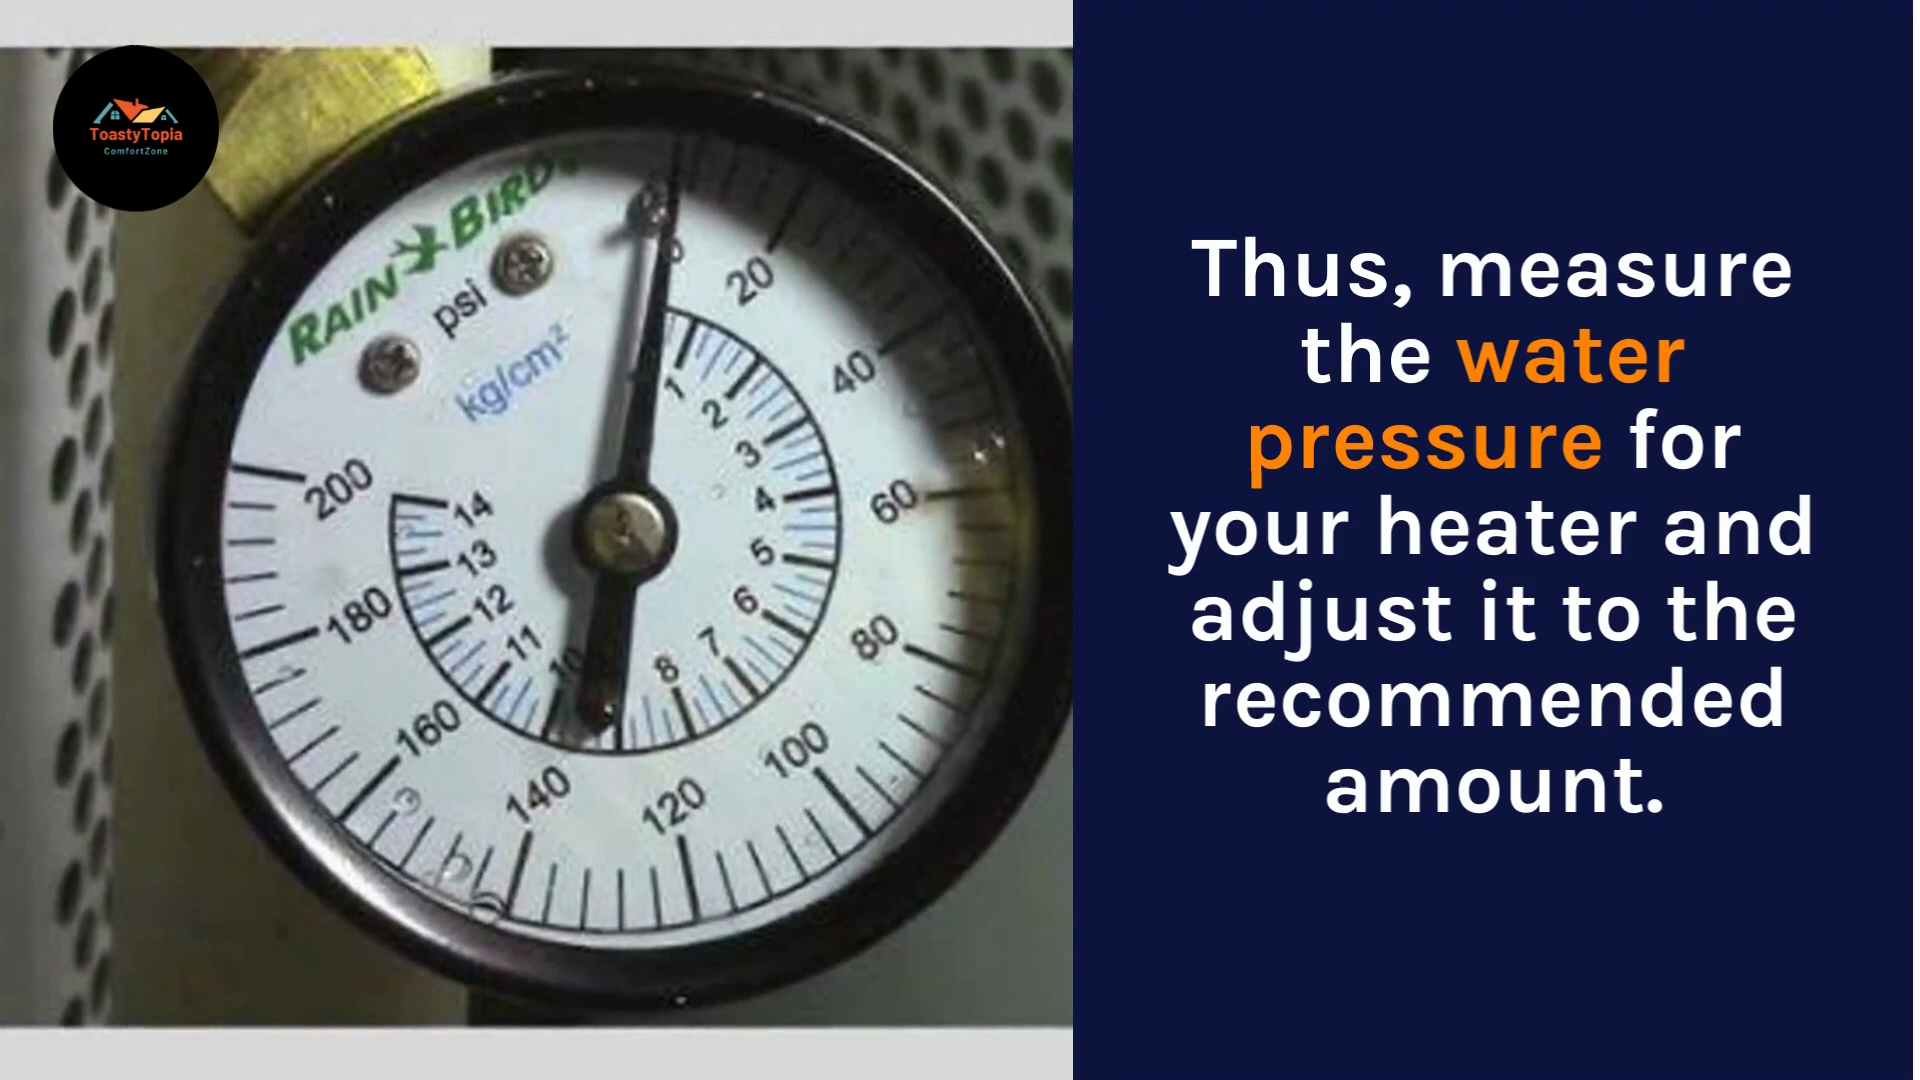 ToastyTopia
ComfortZone
RAIN BIRD
psi
kg/cm²
20
40
60
80
100
120
140
160
180
200
1
2
3
4
5
6
7
8
10
11
12
13
14
Thus, measure
the water
pressure for
your heater and
adjust it to the
recommended
amount.